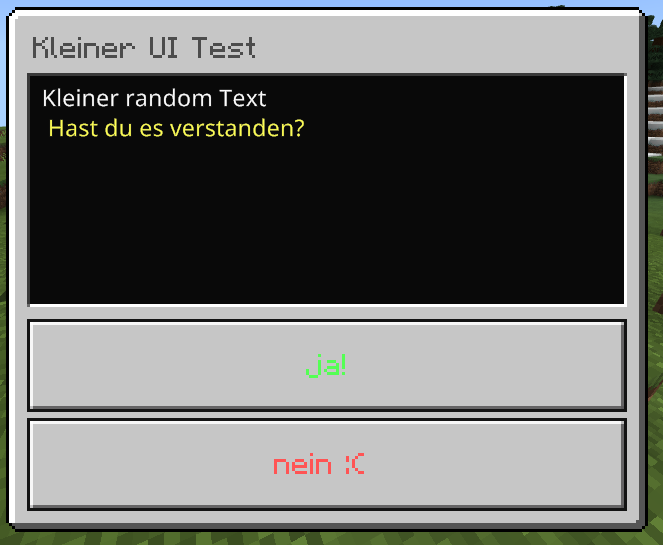 Kleiner UI Test
Kleiner random Text
Hast du es verstanden?
ja!
nein :(